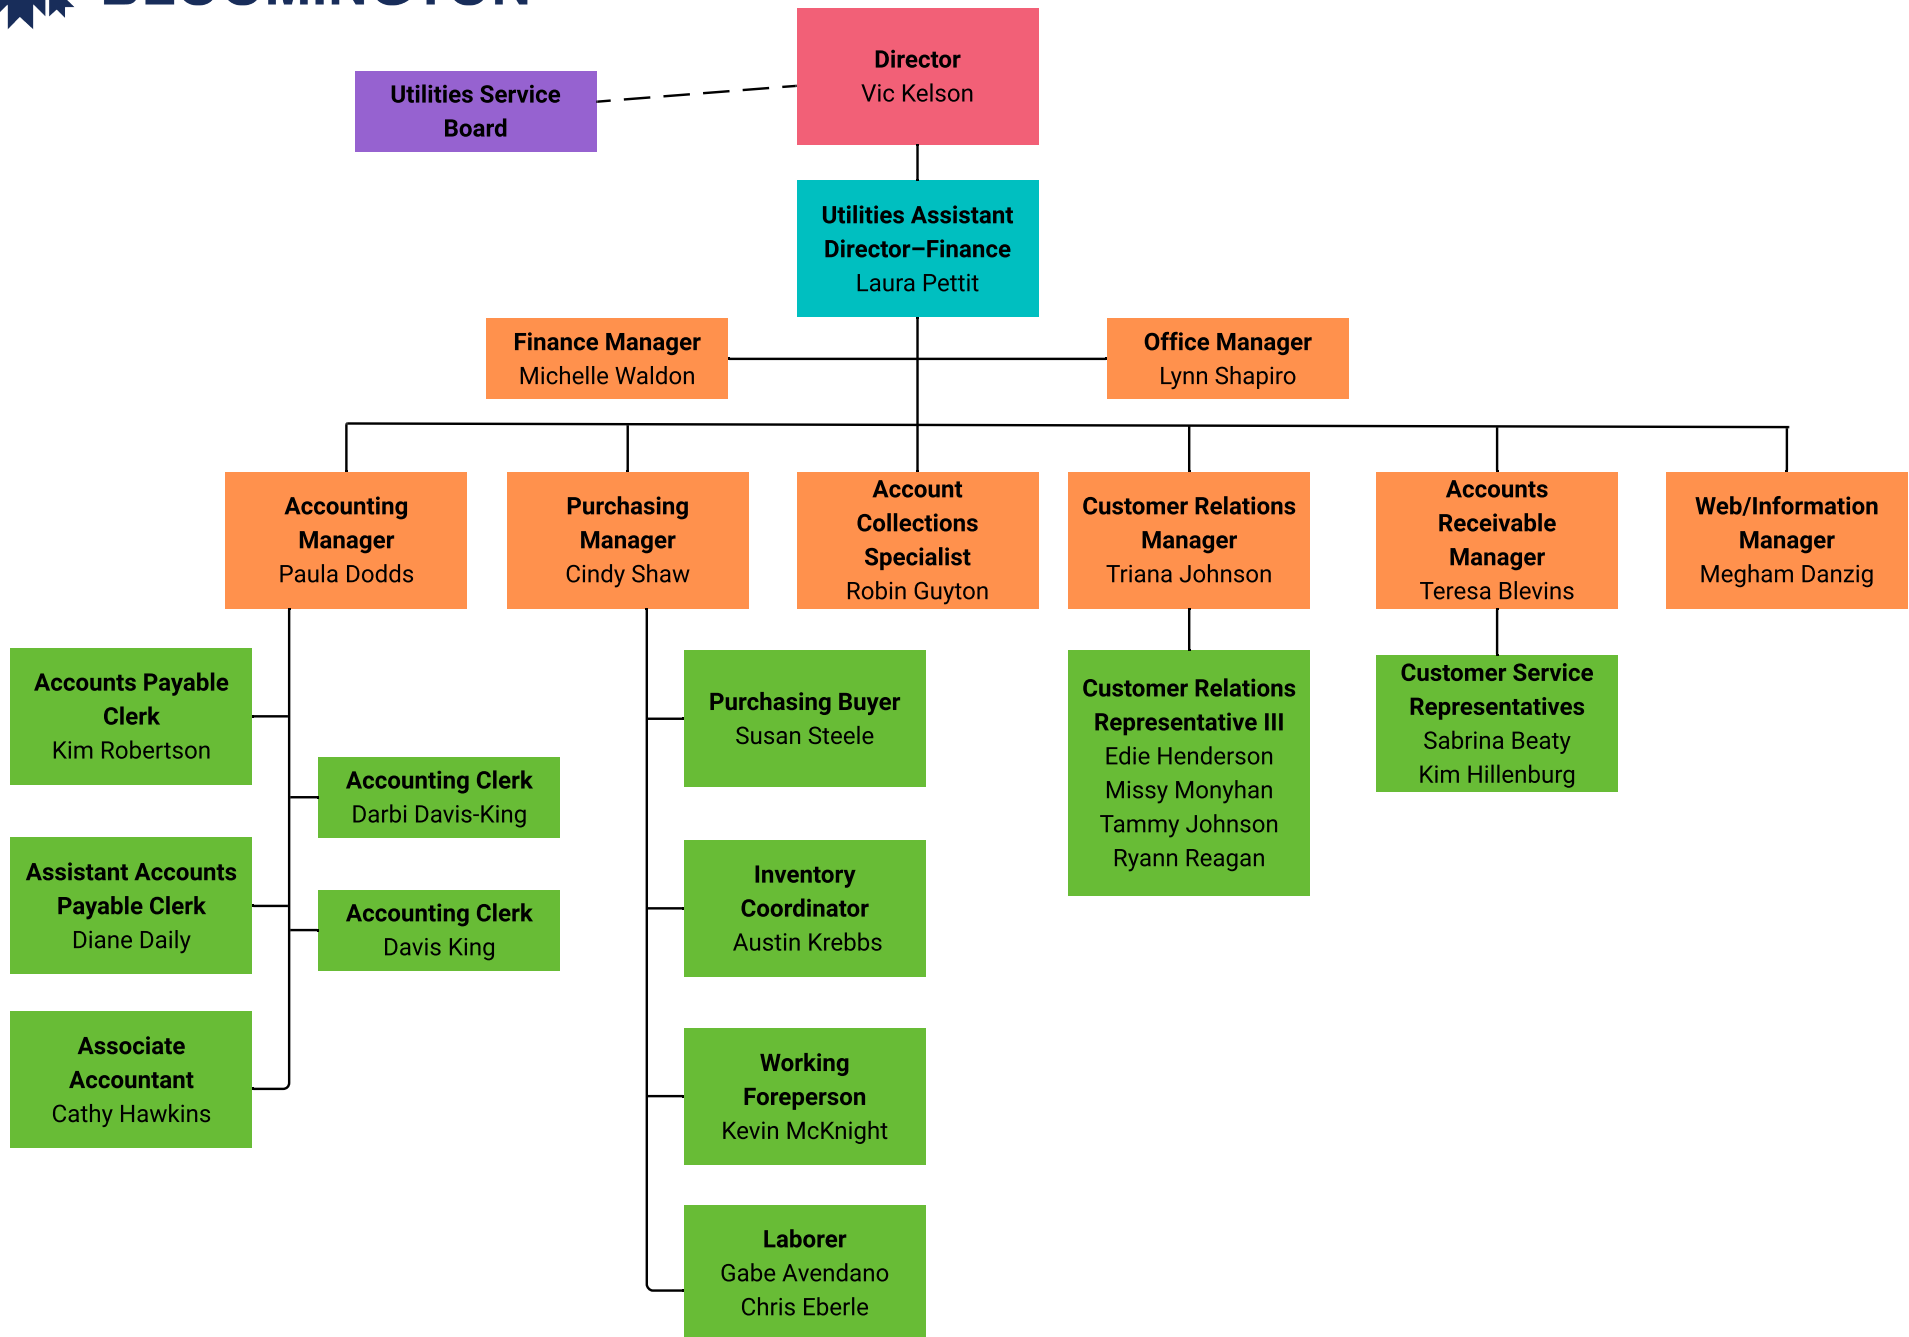 BLOOMINGTON
Director
Vic Kelson
Utilities Service
Board
Utilities Assistant
Director–Finance
Laura Pettit
Finance Manager
Michelle Waldon
Office Manager
Lynn Shapiro
Accounting
Manager
Paula Dodds
Purchasing
Manager
Cindy Shaw
Account
Collections
Specialist
Robin Guyton
Customer Relations
Manager
Triana Johnson
Accounts
Receivable
Manager
Teresa Blevins
Web/Information
Manager
Megham Danzig
Accounts Payable
Clerk
Kim Robertson
Accounting Clerk
Darbi Davis-King
Assistant Accounts
Payable Clerk
Diane Daily
Accounting Clerk
Davis King
Associate
Accountant
Cathy Hawkins
Purchasing Buyer
Susan Steele
Inventory
Coordinator
Austin Krebbs
Working
Foreperson
Kevin McKnight
Laborer
Gabe Avendano
Chris Eberle
Customer Relations
Representative III
Edie Henderson
Missy Monyhan
Tammy Johnson
Ryann Reagan
Customer Service
Representatives
Sabrina Beaty
Kim Hillenburg